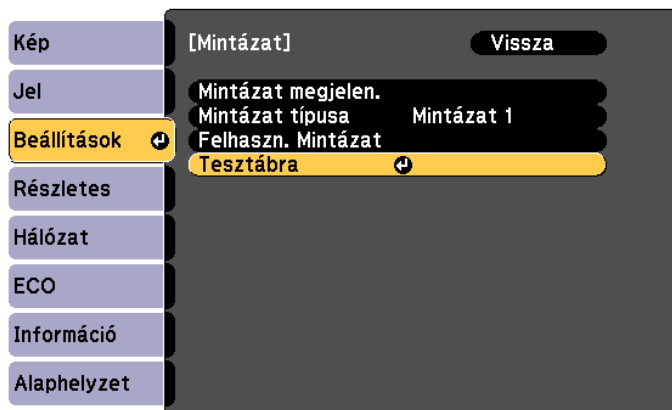 Kép
Jel
Beállítások
Részletes
Hálózat
ECO
Információ
Alaphelyzet
[Mintázat] Vissza
Mintázat megjelen.
Mintázat típusa Mintázat 1
Felhaszn. Mintázat
Tesztábra